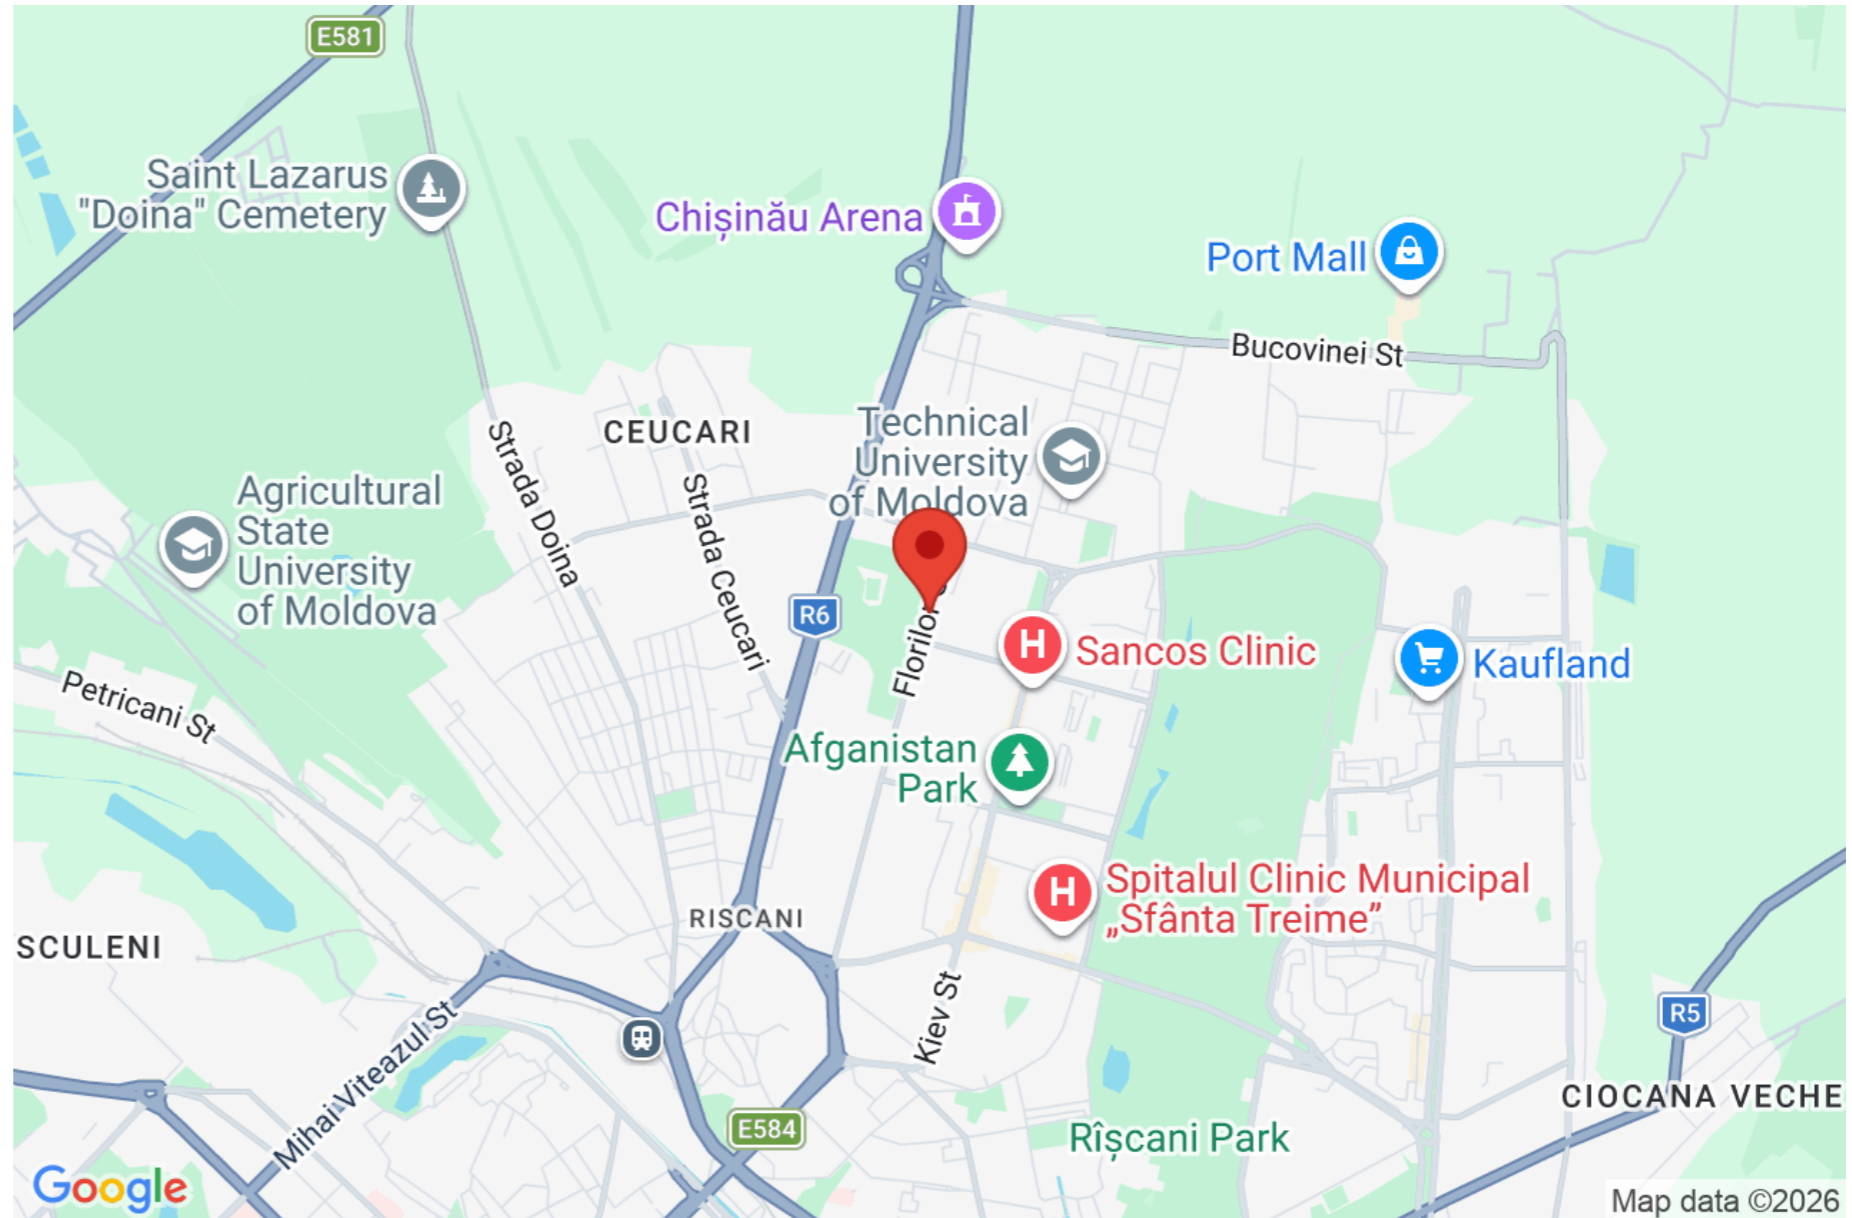 E581
Saint Lazarus
"Doina" Cemetery
Chișinău Arena
Port Mall
Bucovinei St
CEUCARI
Technical
University
of Moldova
Strada Doina
Strada Ceucari
Agricultural
State
University
of Moldova
R6
Florilor
Sancos Clinic
Kaufland
Petricani St
Afganistan
Park
Spitalul Clinic Municipal
„Sfânta Treime”
RISCANI
SCULENI
Kiev St
R5
Mihai Viteazul St
CIOCANA VECHE
E584
Rîșcani Park
Google
Map data ©2026